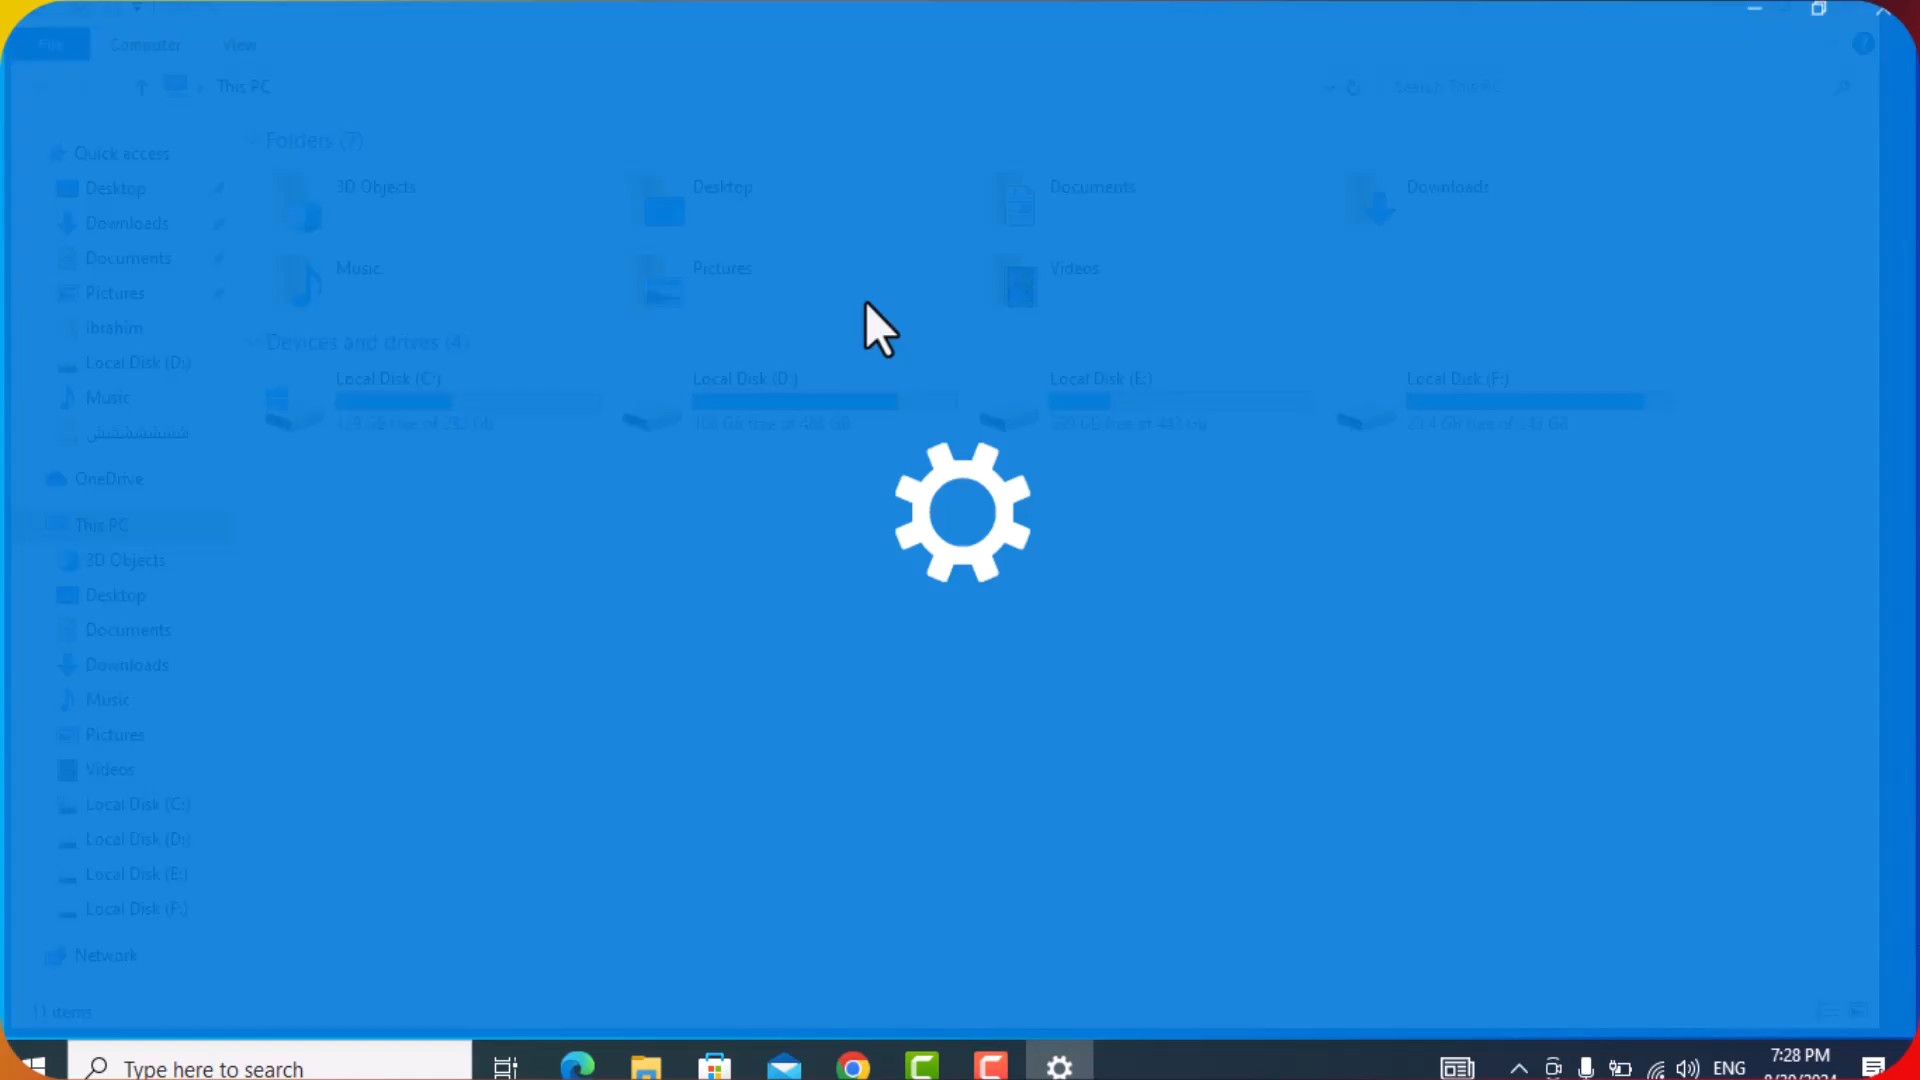 File
Computer
View
This PC
Search This PC
Quick access
Desktop
Downloads
Documents
Pictures
ibrahim
Local Disk (D:)
Music
OneDrive
This PC
3D Objects
Desktop
Documents
Downloads
Music
Pictures
Videos
Local Disk (C:)
Local Disk (D:)
Local Disk (E:)
Local Disk (F:)
Network
Folders (7)
3D Objects
Desktop
Documents
Downloads
Music
Pictures
Videos
Devices and drives (4)
Local Disk (C:)
Local Disk (D:)
Local Disk (E:)
Local Disk (F:)
11 items
Type here to search
ENG
7:28 PM